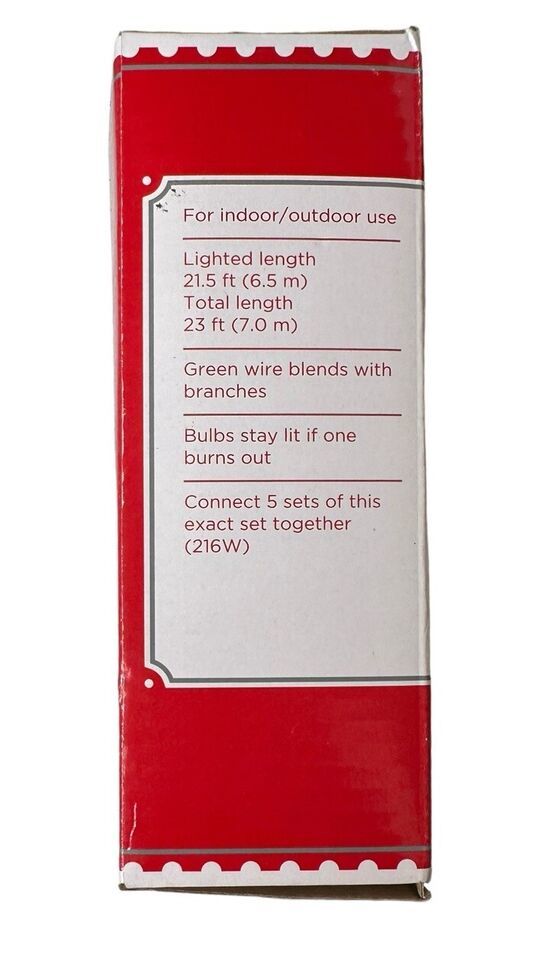 For indoor/outdoor use
Lighted length
21.5 ft (6.5 m)
Total length
23 ft (7.0 m)
Green wire blends with
branches
Bulbs stay lit if one
burns out
Connect 5 sets of this
exact set together
(216W)